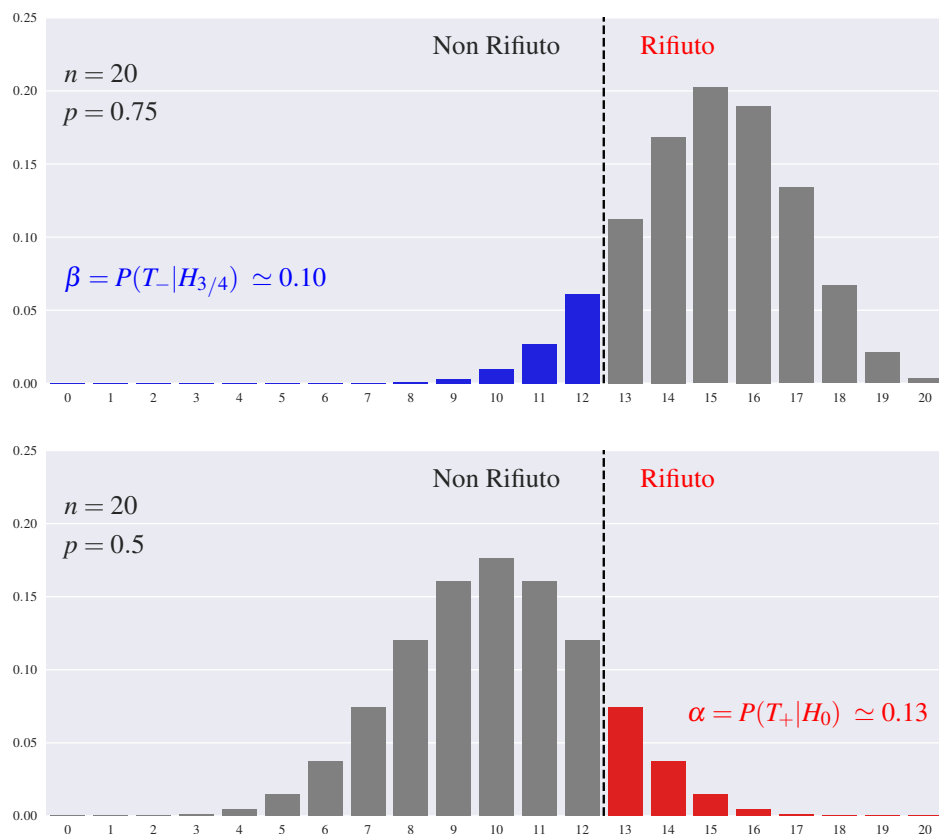 0.25
Non Rifiuto Rifiuto
n = 20
0.20
p = 0.75
0.15
0.10
β = P(T₋|H₃/₄) ≃ 0.10
0.05
0.00
0 1 2 3 4 5 6 7 8 9 10 11 12 13 14 15 16 17 18 19 20
0.25
Non Rifiuto Rifiuto
n = 20
0.20
p = 0.5
0.15
0.10
α = P(T₊|H₀) ≃ 0.13
0.05
0.00
0 1 2 3 4 5 6 7 8 9 10 11 12 13 14 15 16 17 18 19 20